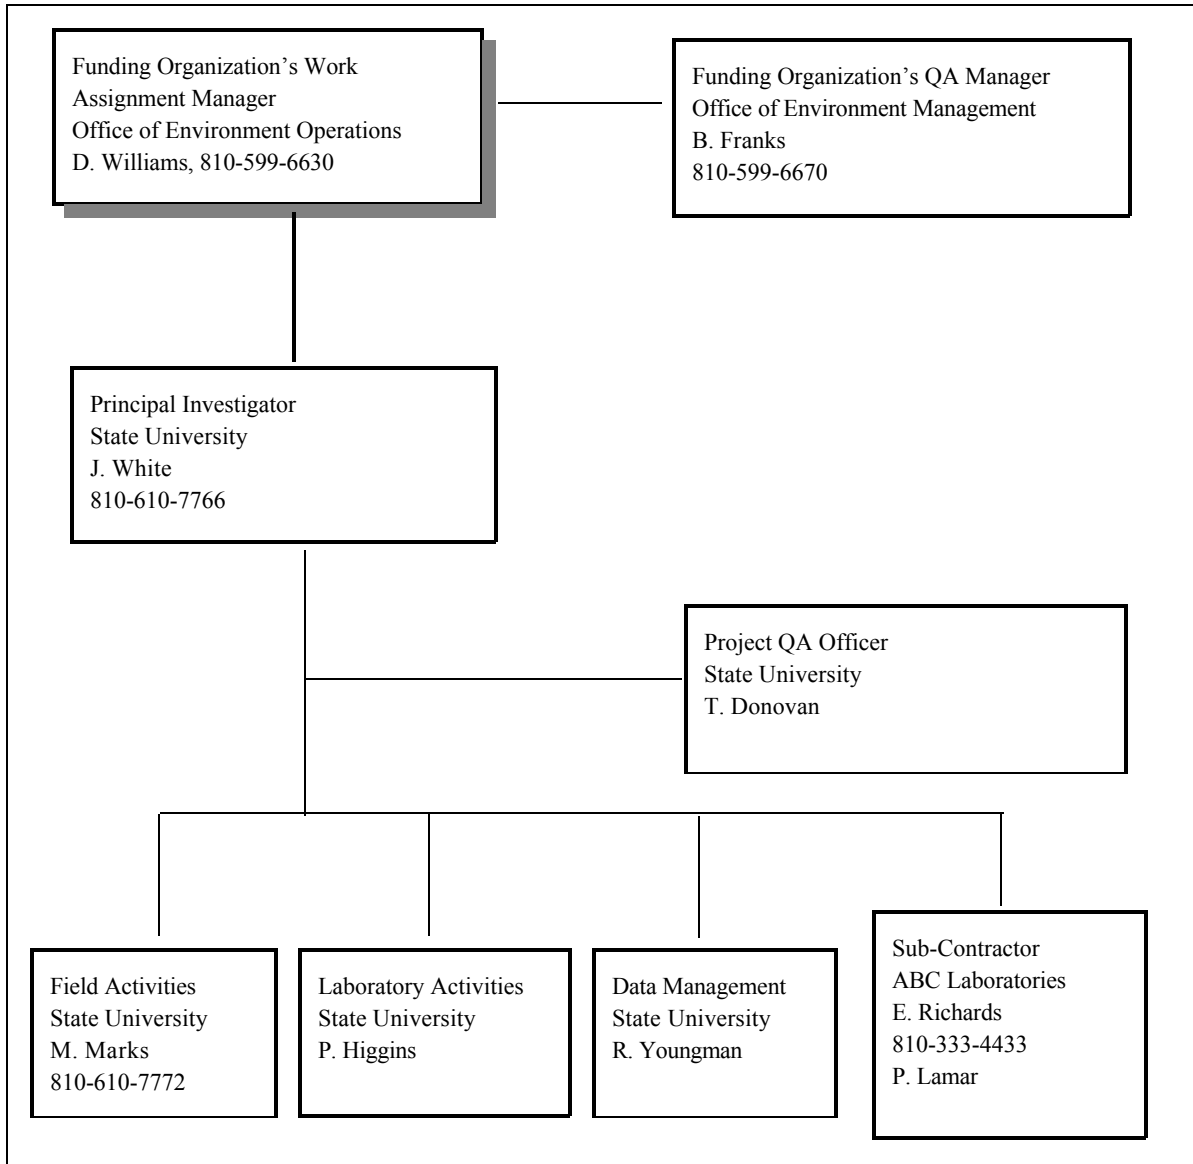 Funding Organization’s Work
Assignment Manager
Office of Environment Operations
D. Williams, 810-599-6630
Funding Organization’s QA Manager
Office of Environment Management
B. Franks
810-599-6670
Principal Investigator
State University
J. White
810-610-7766
Project QA Officer
State University
T. Donovan
Field Activities
State University
M. Marks
810-610-7772
Laboratory Activities
State University
P. Higgins
Data Management
State University
R. Youngman
Sub-Contractor
ABC Laboratories
E. Richards
810-333-4433
P. Lamar